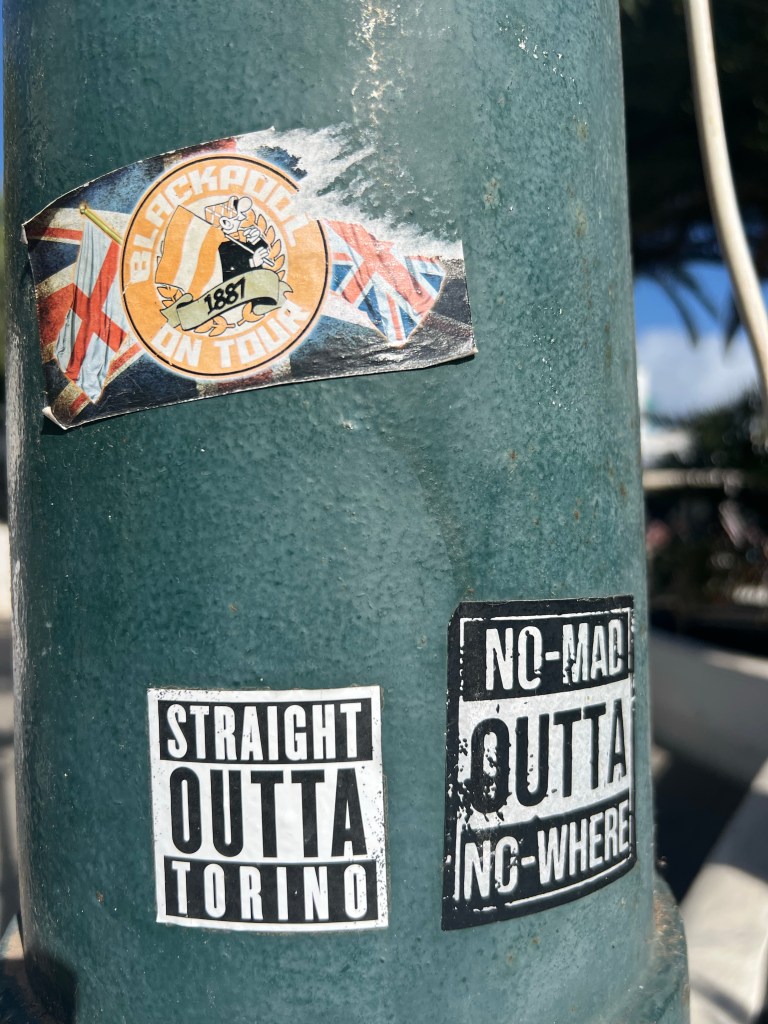 BLACKPOOL
1887
ON TOUR
STRAIGHT
OUTTA
TORINO
NO-MAD
OUTTA
NO-WHERE